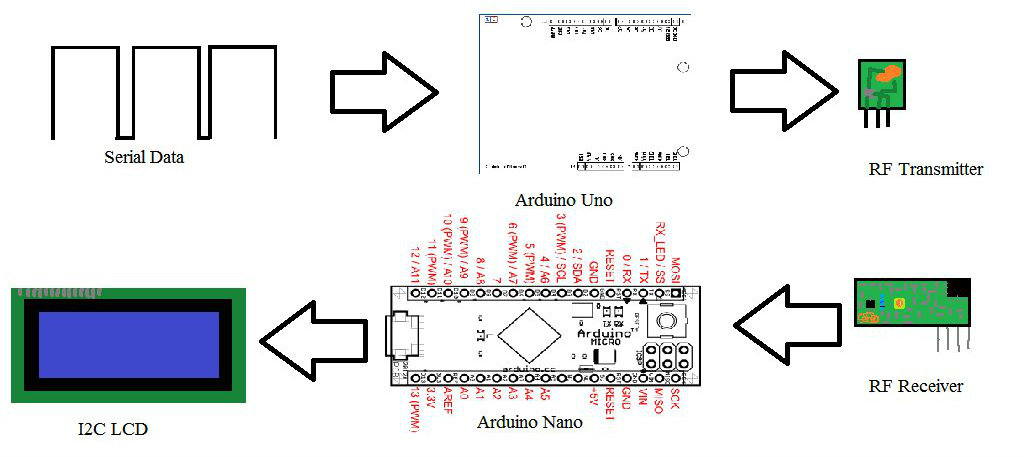 Serial Data
Arduino Uno
RF Transmitter
12 / A11
11 (PWM)
10 (PWM) / A10
9 (PWM) / A9
8 / A8
7
6 (PWM) / A7
5 (PWM)
4 / A6
3 (PWM) / SCL
2 / SDA
GND
RESET
0 / RX
1 / TX
RX_LED / SS
MOSI
Arduino
MICRO
ICSP
arduino.cc
13 (PWM)
3.3V
AREF
A0
A1
A2
A3
A4
A5
+5V
RESET
GND
VIN
MISO
SCK
I2C LCD
Arduino Nano
RF Receiver